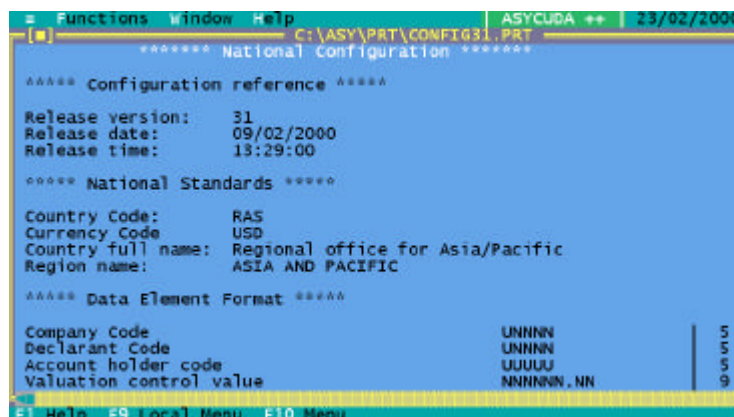 ≡ Functions Window Help ASYCUDA ++ 23/02/2000
[■] C:\ASY\PRT\CONFIG31.PRT
******* National Configuration *******
***** Configuration reference *****
Release version: 31
Release date: 09/02/2000
Release time: 13:29:00
***** National Standards *****
Country Code: RAS
Currency Code USD
Country full name: Regional office for Asia/Pacific
Region name: ASIA AND PACIFIC
***** Data Element Format *****
Company Code UNNNN 5
Declarant Code UNNNN 5
Account holder code UUUUU 5
Valuation control value NNNNNN.NN 9
F1 Help F9 Local Menu F10 Menu